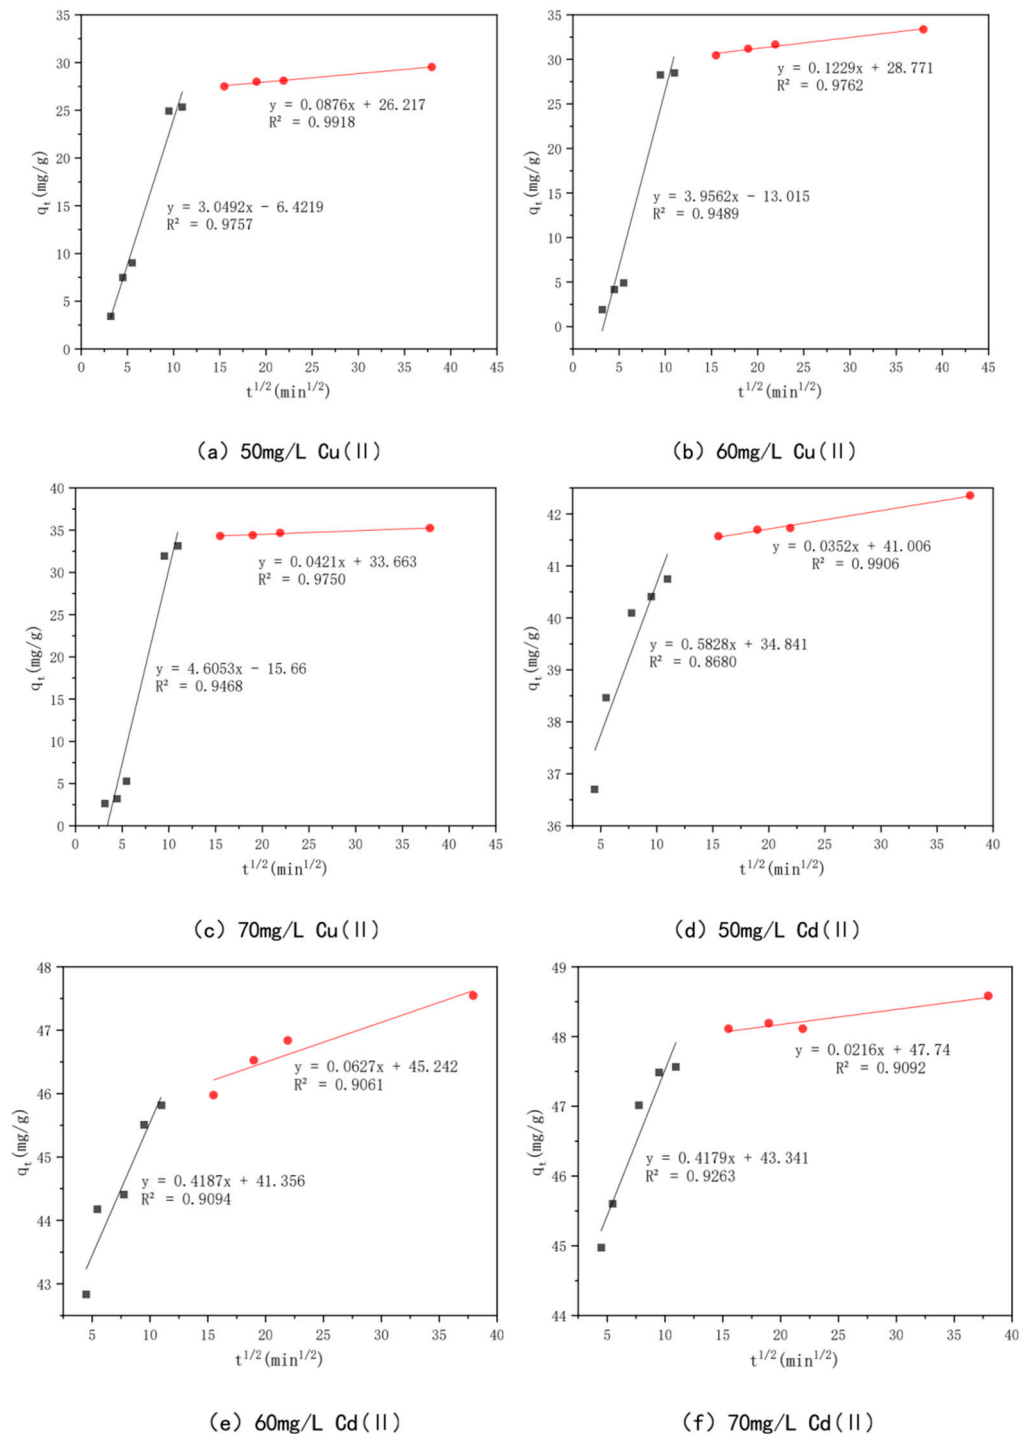 35
30
25
20
15
10
5
0
q_t (mg/g)
y = 0.0876x + 26.217
R² = 0.9918
y = 3.0492x − 6.4219
R² = 0.9757
0 5 10 15 20 25 30 35 40 45
t^1/2 (min^1/2)
(a) 50mg/L Cu(II)
35
30
25
20
15
10
5
0
q_t (mg/g)
y = 0.1229x + 28.771
R² = 0.9762
y = 3.9562x − 13.015
R² = 0.9489
0 5 10 15 20 25 30 35 40 45
t^1/2 (min^1/2)
(b) 60mg/L Cu(II)
40
35
30
25
20
15
10
5
0
q_t (mg/g)
y = 0.0421x + 33.663
R² = 0.9750
y = 4.6053x − 15.66
R² = 0.9468
0 5 10 15 20 25 30 35 40 45
t^1/2 (min^1/2)
(c) 70mg/L Cu(II)
42
41
40
39
38
37
36
q_t (mg/g)
y = 0.0352x + 41.006
R² = 0.9906
y = 0.5828x + 34.841
R² = 0.8680
5 10 15 20 25 30 35 40
t^1/2 (min^1/2)
(d) 50mg/L Cd(II)
48
47
46
45
44
43
q_t (mg/g)
y = 0.0627x + 45.242
R² = 0.9061
y = 0.4187x + 41.356
R² = 0.9094
5 10 15 20 25 30 35 40
t^1/2 (min^1/2)
(e) 60mg/L Cd(II)
49
48
47
46
45
44
q_t (mg/g)
y = 0.0216x + 47.74
R² = 0.9092
y = 0.4179x + 43.341
R² = 0.9263
5 10 15 20 25 30 35 40
t^1/2 (min^1/2)
(f) 70mg/L Cd(II)